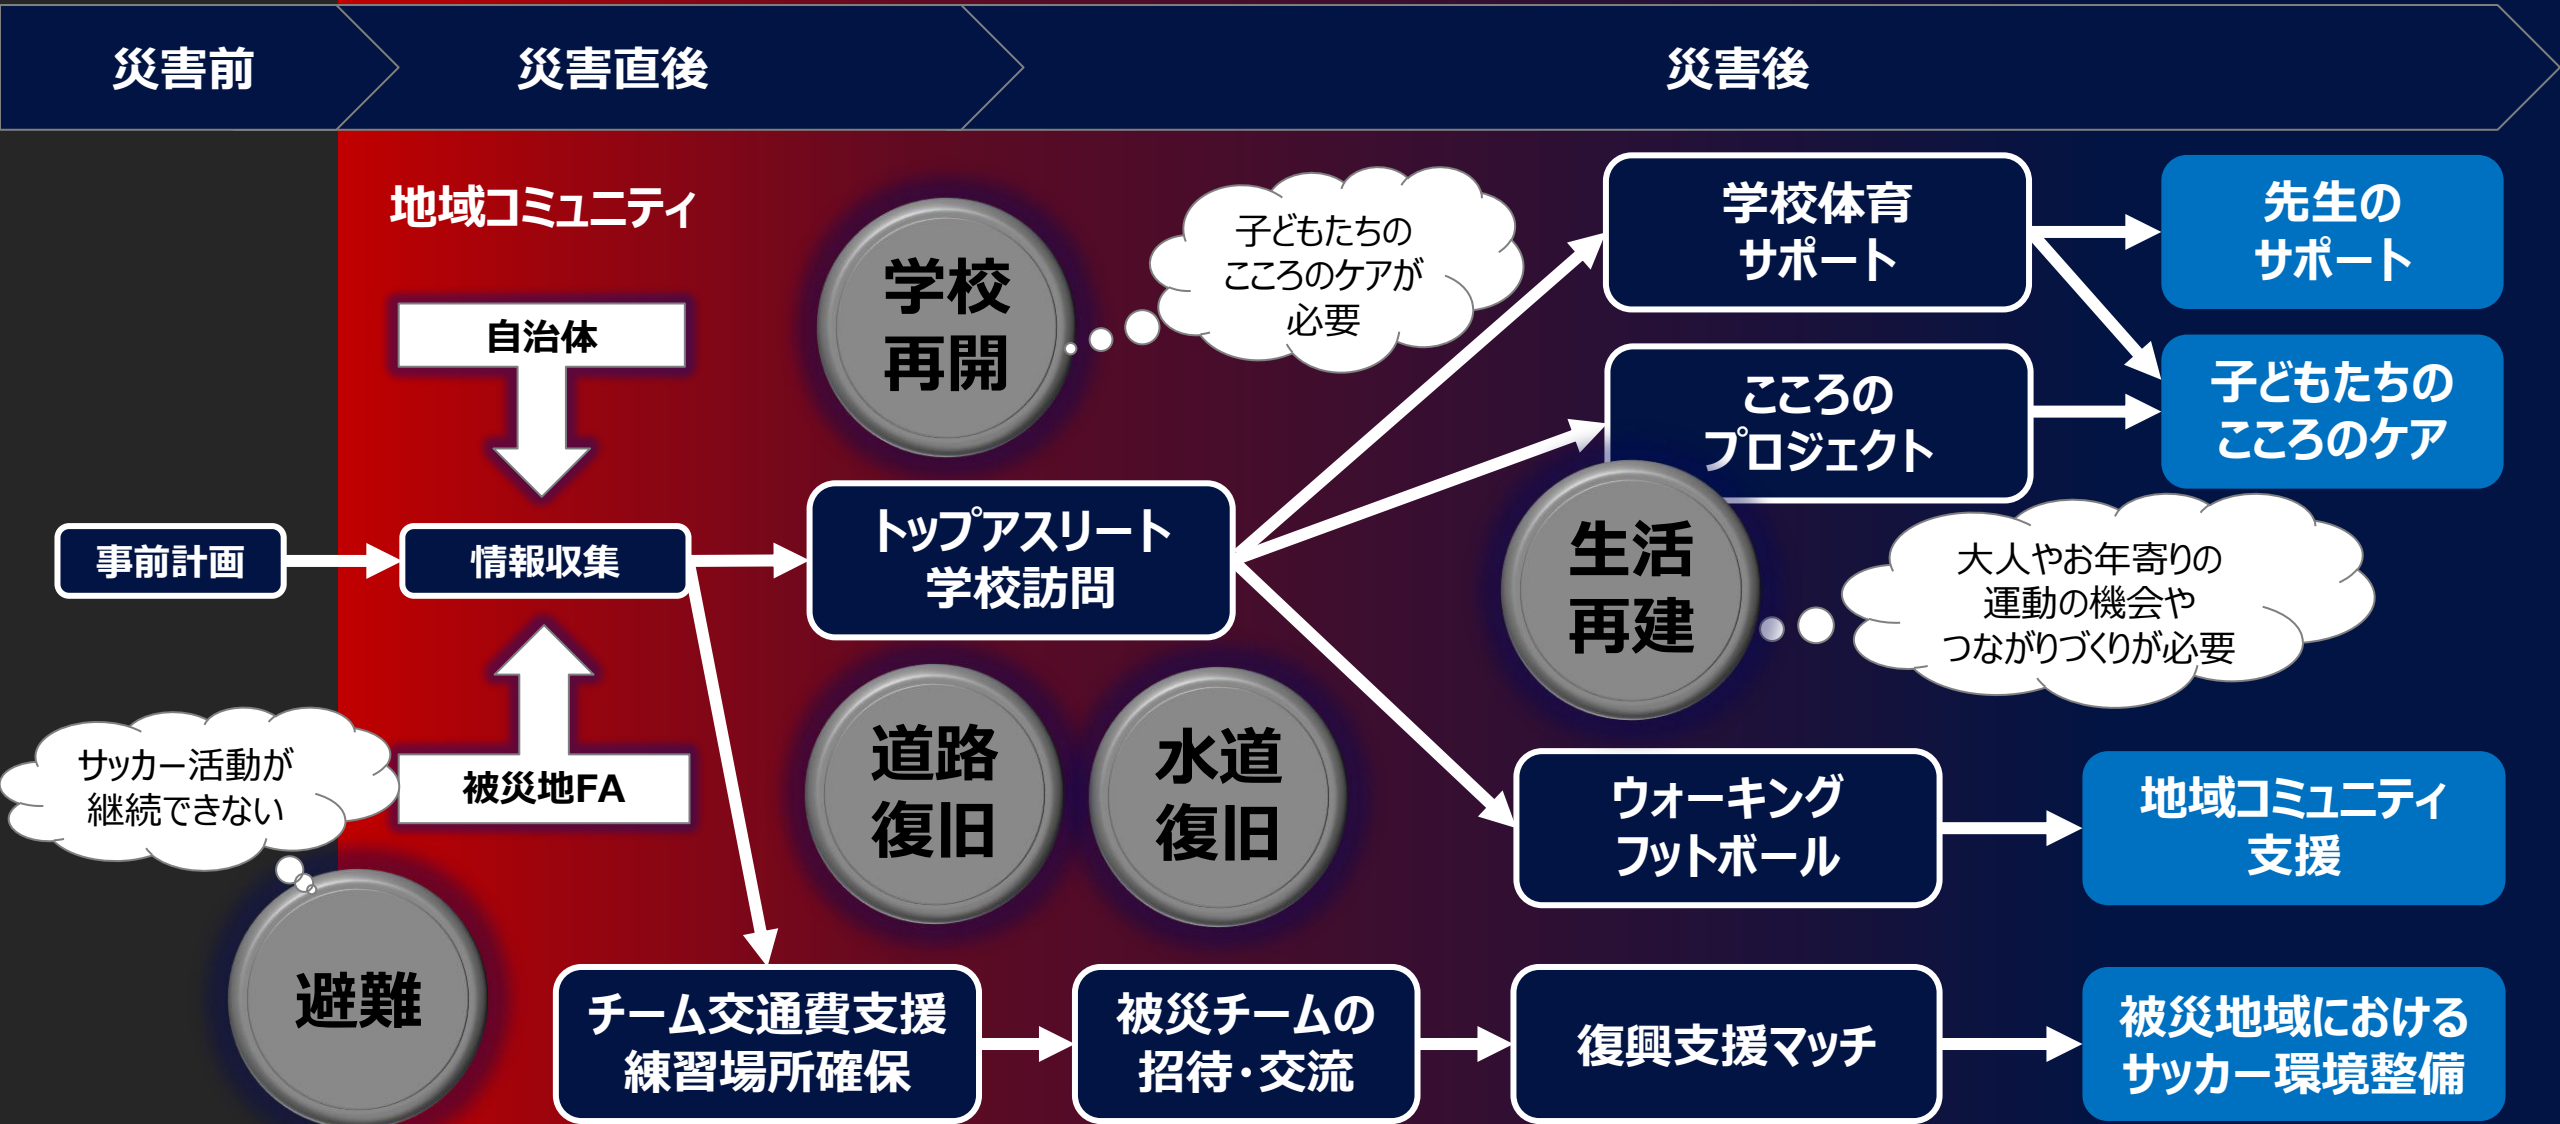 災害前
災害直後
災害後
地域コミュニティ
自治体
事前計画
情報収集
被災地FA
サッカー活動が
継続できない
避難
学校
再開
子どもたちの
こころのケアが
必要
トップアスリート
学校訪問
道路
復旧
水道
復旧
チーム交通費支援
練習場所確保
被災チームの
招待・交流
学校体育
サポート
こころの
プロジェクト
生活
再建
大人やお年寄りの
運動の機会や
つながりづくりが必要
ウォーキング
フットボール
復興支援マッチ
先生の
サポート
子どもたちの
こころのケア
地域コミュニティ
支援
被災地域における
サッカー環境整備